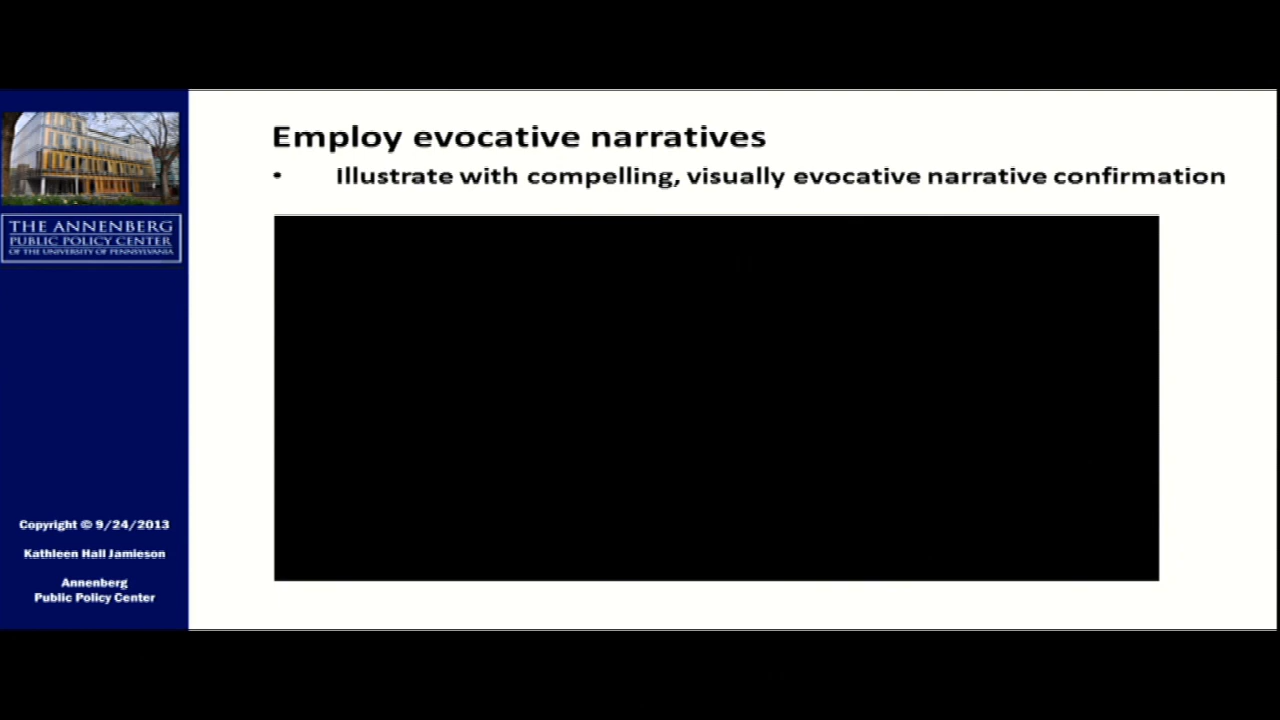 Employ evocative narratives
• Illustrate with compelling, visually evocative narrative confirmation
THE ANNENBERG
PUBLIC POLICY CENTER
OF THE UNIVERSITY OF PENNSYLVANIA
Copyright © 9/24/2013
Kathleen Hall Jamieson
Annenberg
Public Policy Center